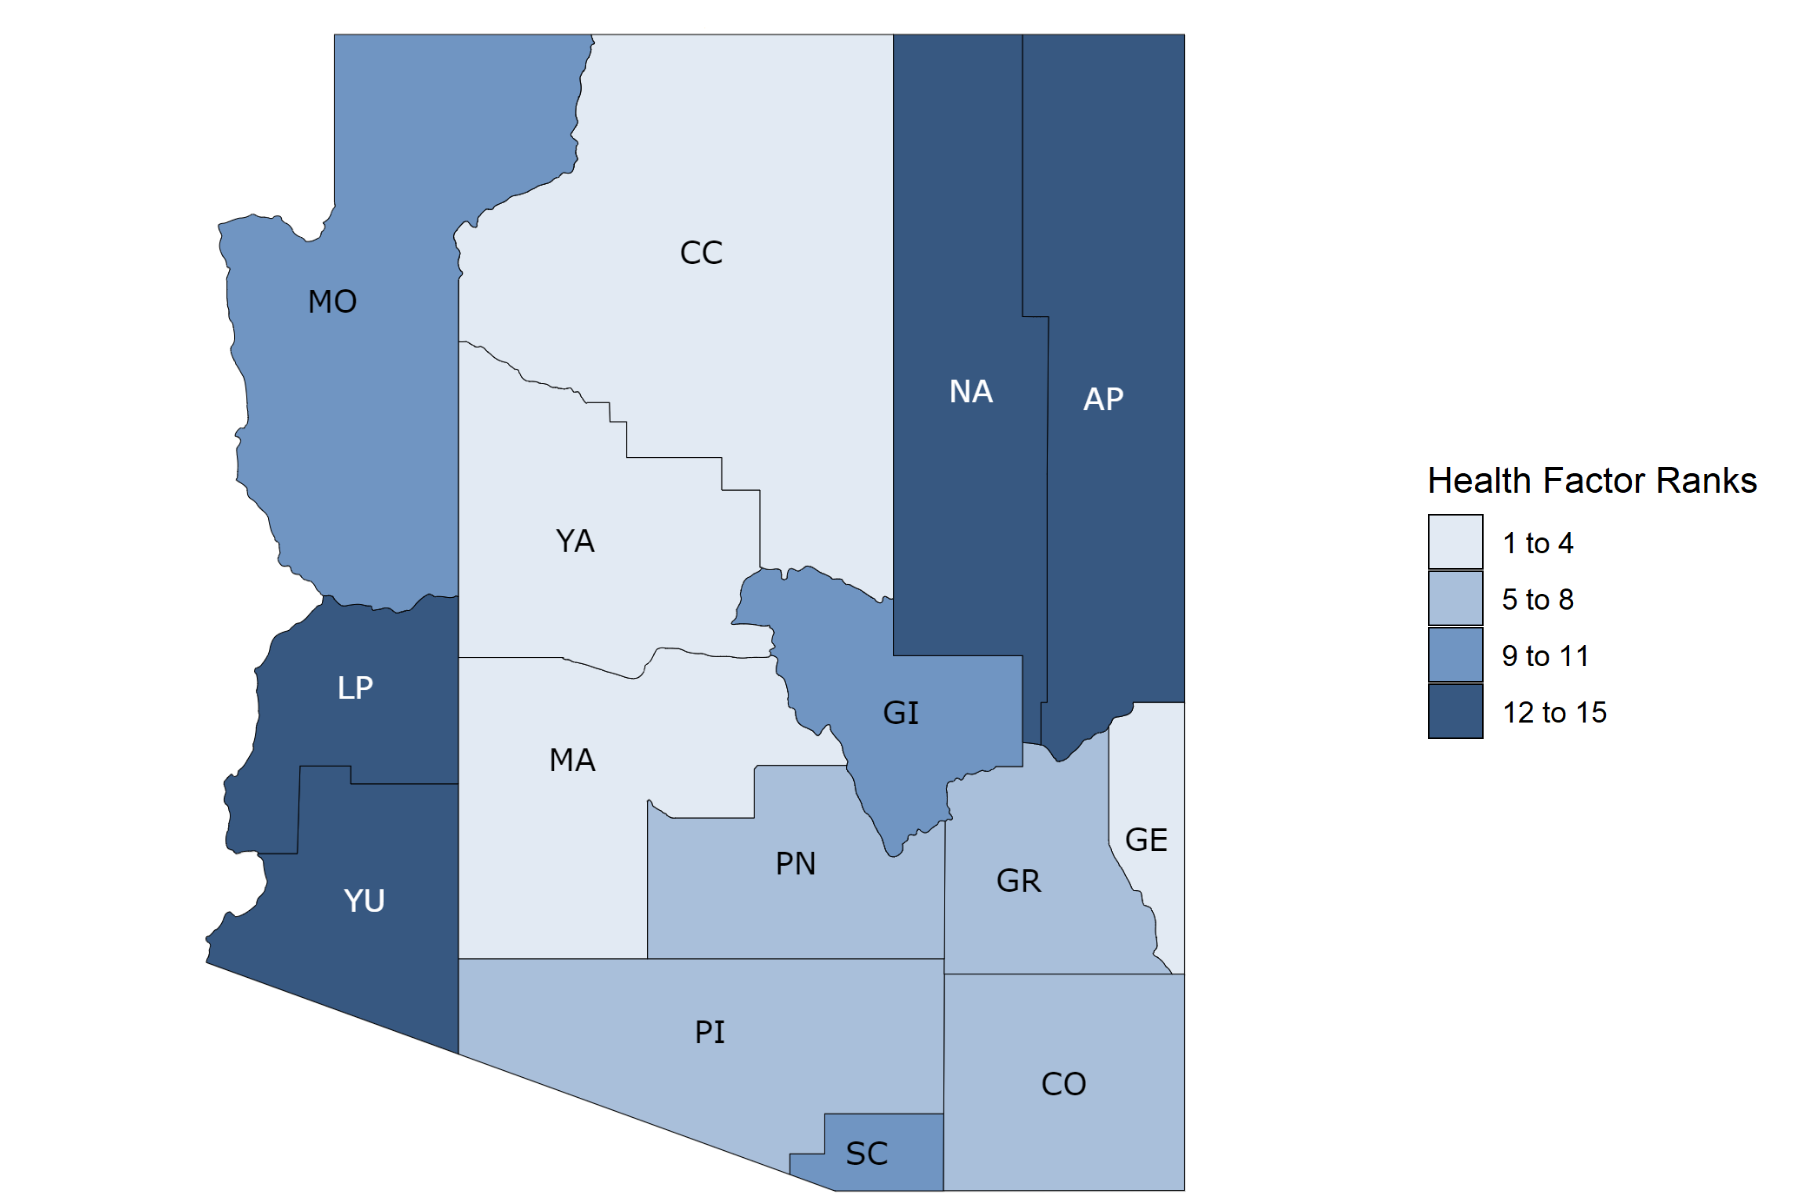 CC
MO
NA
AP
YA
LP
GI
MA
GE
PN
GR
YU
PI
CO
SC
Health Factor Ranks
1 to 4
5 to 8
9 to 11
12 to 15